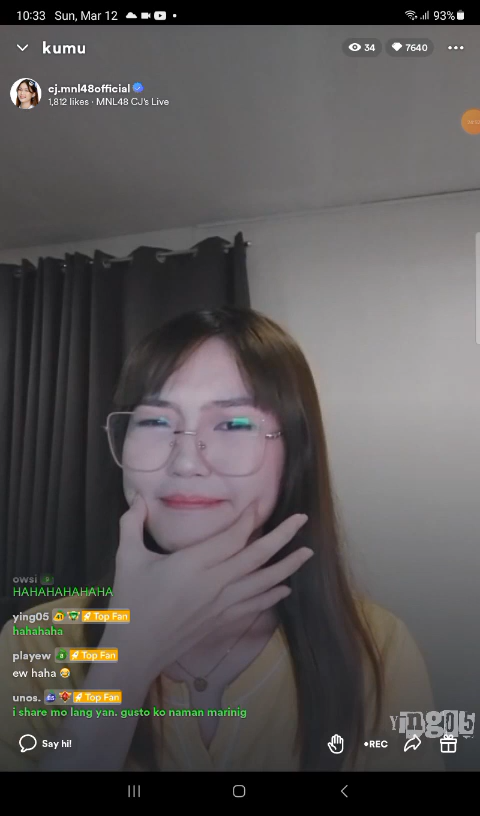 10:33 Sun, Mar 12 93%
kumu 34 7640
cj.mnl48official
1,812 likes · MNL48 CJ's Live
owsi
HAHAHAHAHAHA
ying05 Top Fan
hahaha
playew 8 Top Fan
ew haha 😂
unos. Top Fan
i share mo lang yan. gusto ko naman marinig
Ying05
Say hi! •REC